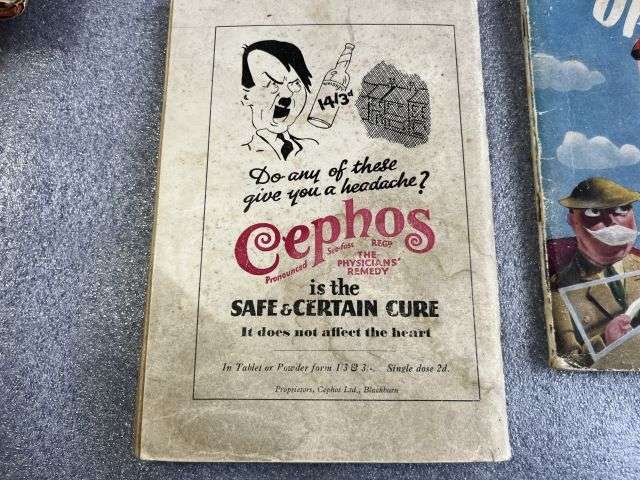 14/3d
Do any of these
give you a headache?
Cephos
Pronounced See-foss REGD
THE
PHYSICIANS'
REMEDY
is the
SAFE & CERTAIN CURE
It does not affect the heart
In Tablet or Powder form 1'3 & 3/-. Single dose 2d.
Proprietors, Cephos Ltd., Blackburn